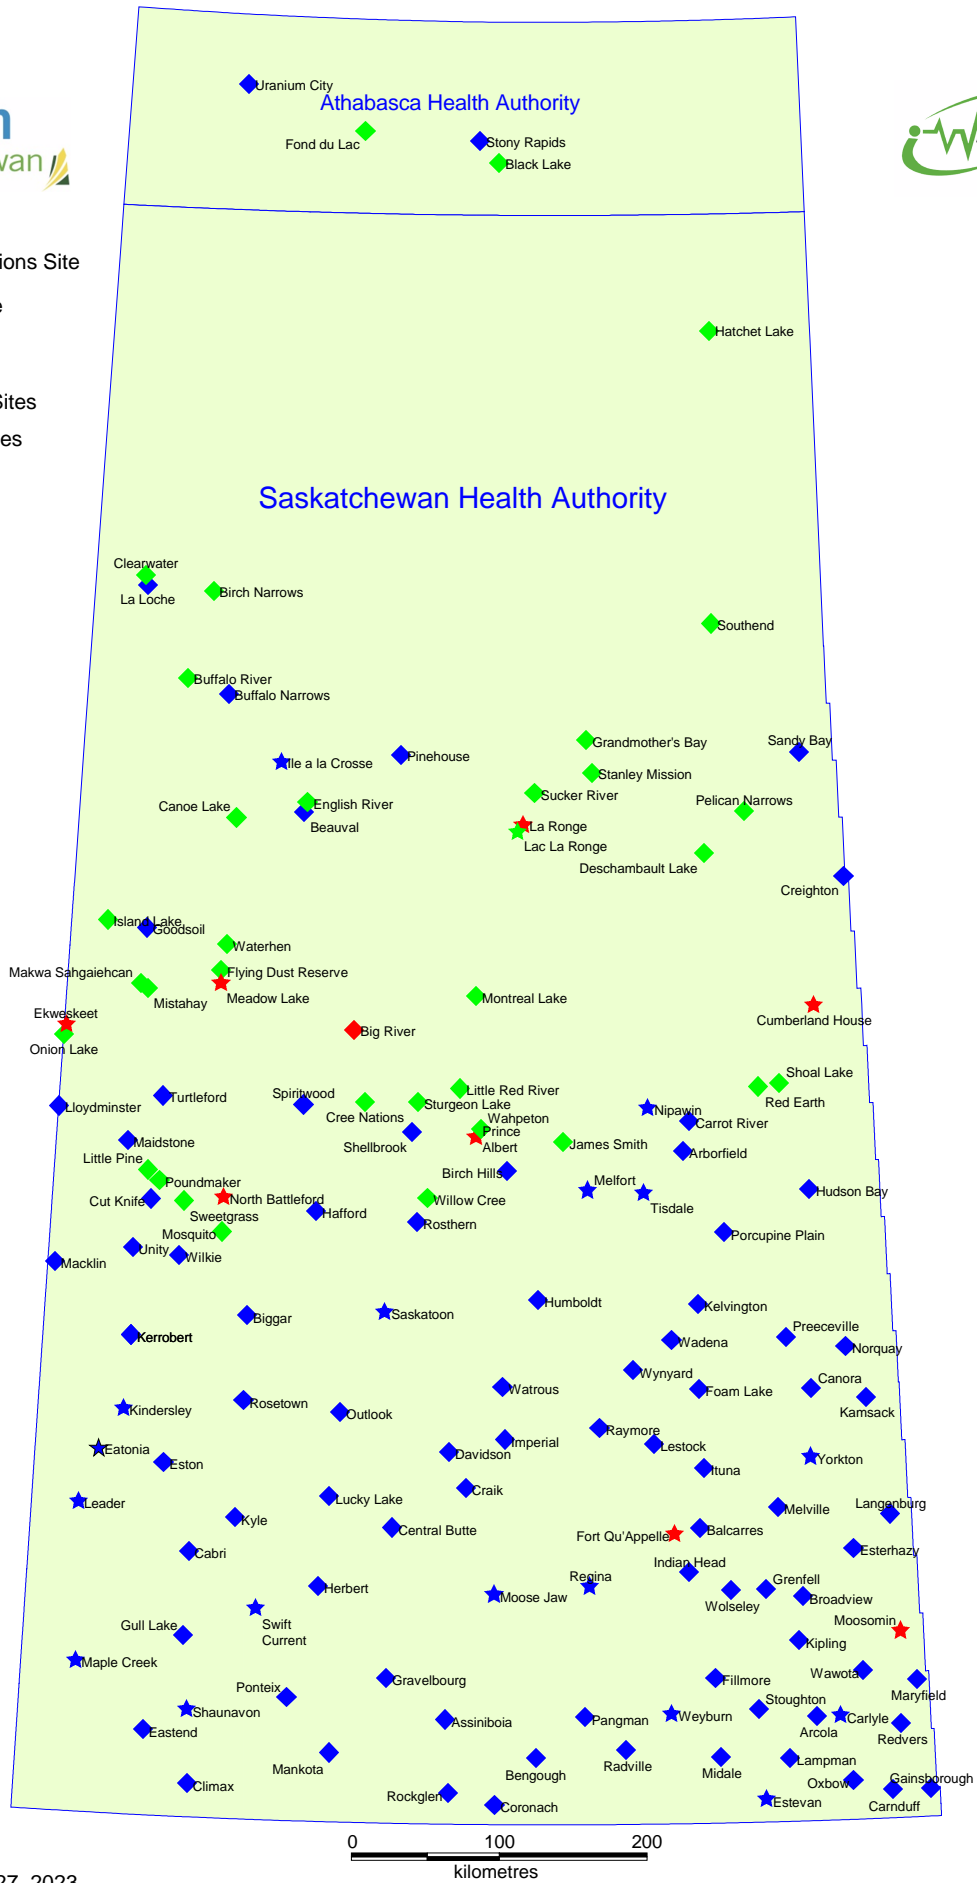 Uranium City
Athabasca Health Authority
Fond du Lac
Stony Rapids
Black Lake
wan
ions Site
Hatchet Lake
Sites
es
Saskatchewan Health Authority
Clearwater
La Loche
Birch Narrows
Southend
Buffalo River
Buffalo Narrows
Grandmother's Bay
Sandy Bay
Ile a la Crosse
Pinehouse
Stanley Mission
Sucker River
Pelican Narrows
Canoe Lake
English River
Beauval
La Ronge
Lac La Ronge
Deschambault Lake
Creighton
Island Lake
Goodsoil
Waterhen
Makwa Sahgaiehcan
Flying Dust Reserve
Mistahay
Meadow Lake
Montreal Lake
Ekweskeet
Onion Lake
Big River
Cumberland House
Shoal Lake
Red Earth
Little Red River
Turtleford
Spiritwood
Lloydminster
Cree Nations
Sturgeon Lake
Nipawin
Carrot River
Wahpeton
Prince
Albert
Shellbrook
Maidstone
James Smith
Arborfield
Little Pine
Poundmaker
Birch Hills
Melfort
Tisdale
Hudson Bay
Cut Knife
North Battleford
Sweetgrass
Willow Cree
Hafford
Rosthern
Mosquito
Porcupine Plain
Unity
Wilkie
Macklin
Humboldt
Kelvington
Biggar
Saskatoon
Preeceville
Kerrobert
Wadena
Norquay
Wynyard
Canora
Watrous
Foam Lake
Kamsack
Kindersley
Rosetown
Outlook
Raymore
Imperial
Lestock
Eatonia
Davidson
Eston
Ituna
Yorkton
Craik
Leader
Lucky Lake
Melville
Langenburg
Kyle
Central Butte
Fort Qu'Appelle
Balcarres
Esterhazy
Cabri
Indian Head
Herbert
Moose Jaw
Regina
Grenfell
Wolseley
Broadview
Swift
Current
Moosomin
Gull Lake
Kipling
Maple Creek
Wawota
Gravelbourg
Fillmore
Maryfield
Ponteix
Shaunavon
Stoughton
Assiniboia
Pangman
Weyburn
Arcola
Carlyle
Redvers
Eastend
Mankota
Bengough
Radville
Midale
Lampman
Climax
Oxbow
Gainsborough
Rockglen
Coronach
Estevan
Carnduff
0 100 200
kilometres
27, 2023